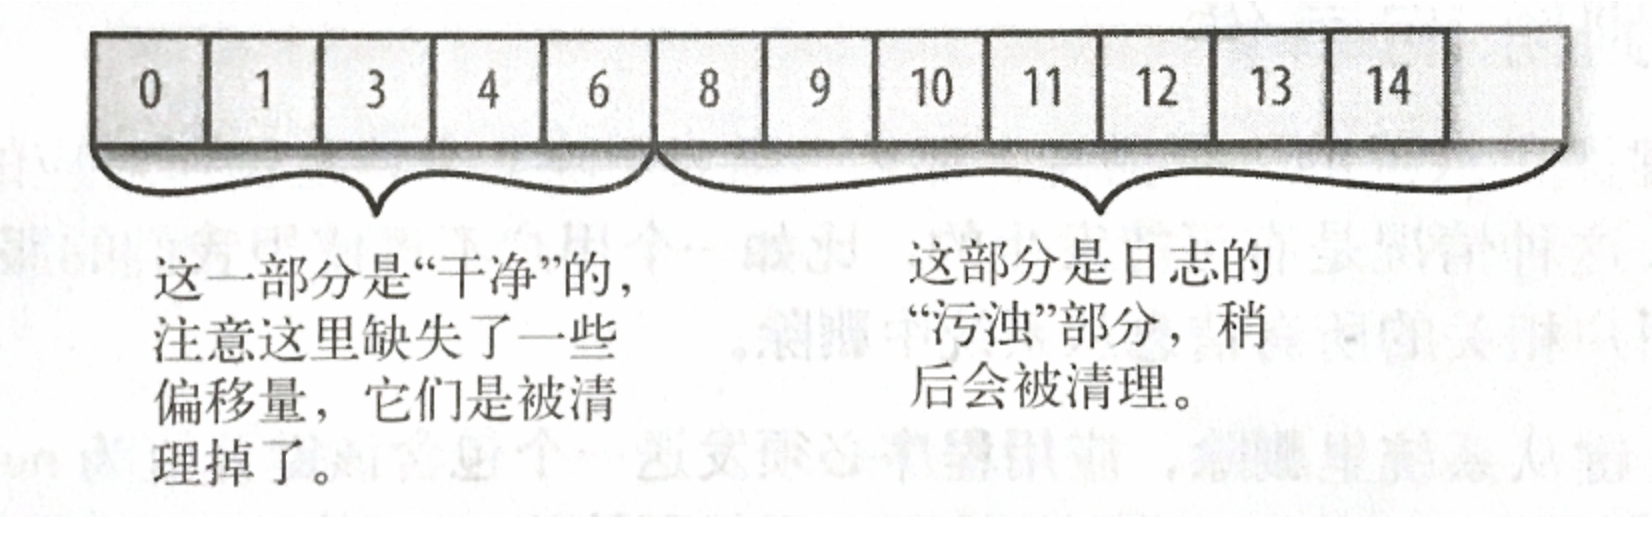 0 1 3 4 6 8 9 10 11 12 13 14
这一部分是“干净”的，
注意这里缺失了一些
偏移量，它们是被清
理掉了。
这部分是日志的
“污浊”部分，稍
后会被清理。